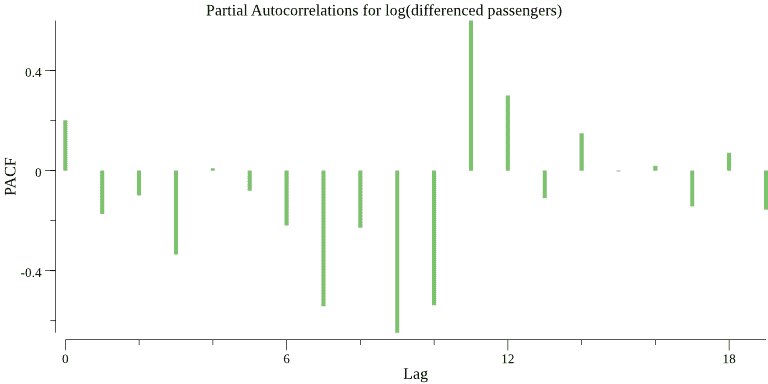 Partial Autocorrelations for log(differenced passengers)
0.4
0
-0.4
PACF
0 6 12 18
Lag